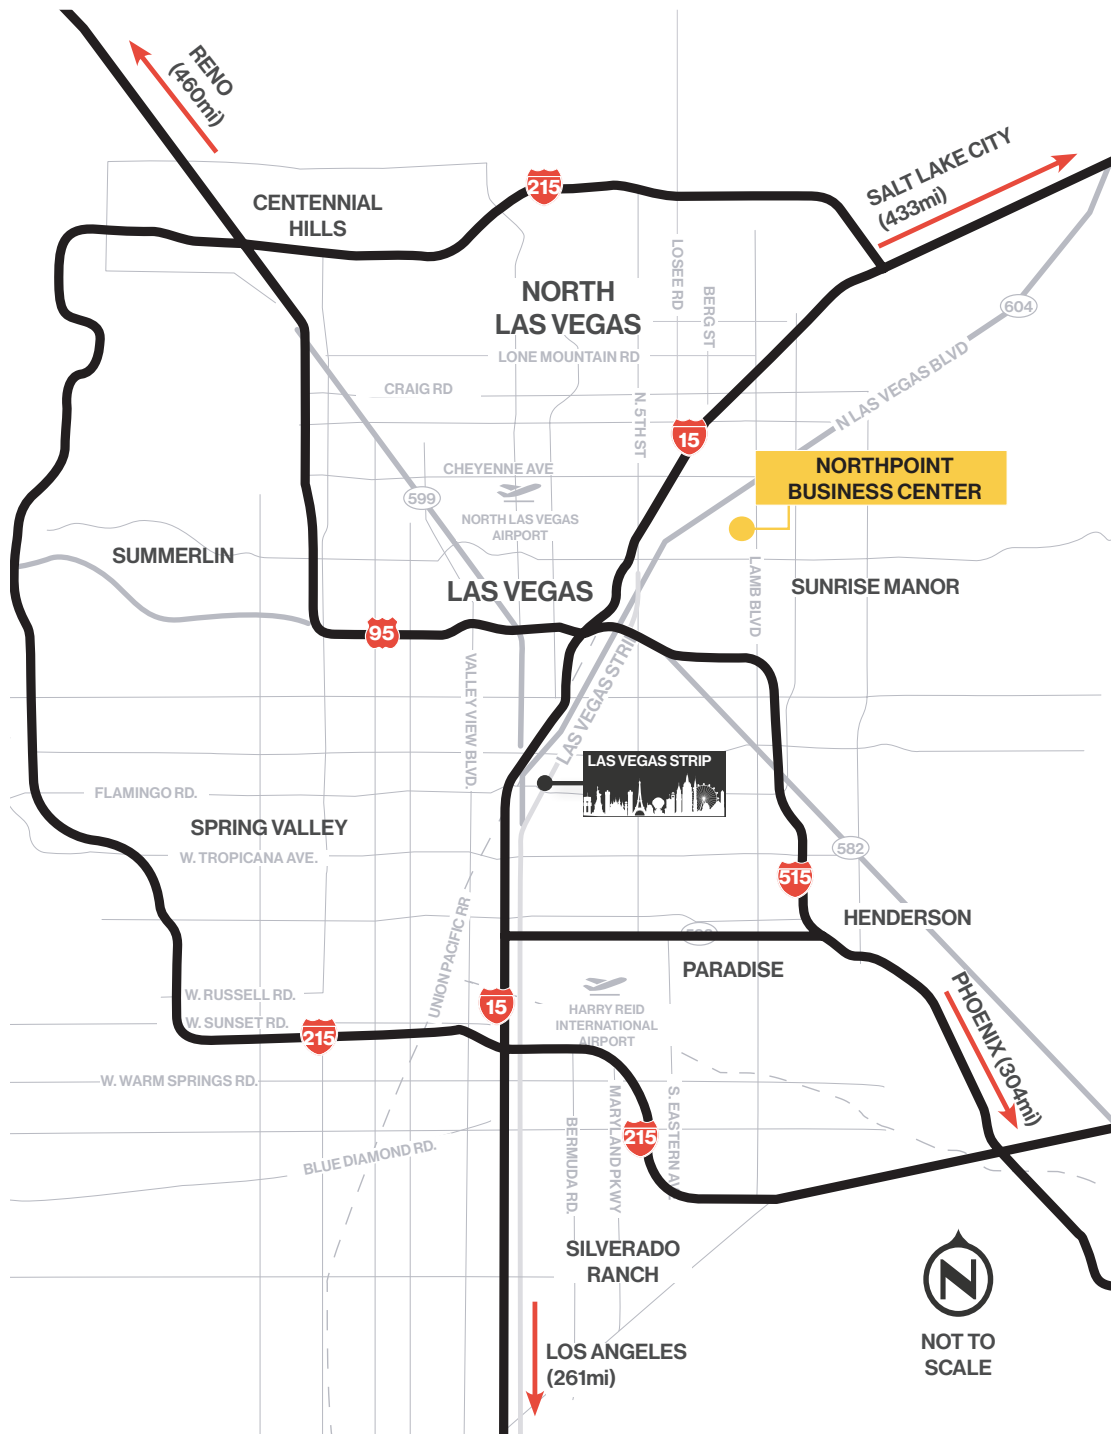 RENO
(460mi)
SALT LAKE CITY
(433mi)
215
CENTENNIAL
HILLS
LOSEE RD
BERG ST
NORTH
LAS VEGAS
604
LONE MOUNTAIN RD
N LAS VEGAS BLVD
CRAIG RD
N. 5TH ST
15
CHEYENNE AVE
NORTHPOINT
BUSINESS CENTER
599
NORTH LAS VEGAS
AIRPORT
SUMMERLIN
LAMB BLVD
SUNRISE MANOR
LAS VEGAS
95
VALLEY VIEW BLVD.
LAS VEGAS STRIP
LAS VEGAS STRIP
FLAMINGO RD.
SPRING VALLEY
W. TROPICANA AVE.
582
515
UNION PACIFIC RR
HENDERSON
PARADISE
W. RUSSELL RD.
15
HARRY REID
INTERNATIONAL
AIRPORT
PHOENIX (304mi)
W. SUNSET RD.
215
W. WARM SPRINGS RD.
BERMUDA RD.
MARYLAND PKWY
S. EASTERN
215
BLUE DIAMOND RD.
SILVERADO
RANCH
N
NOT TO
SCALE
LOS ANGELES
(261mi)